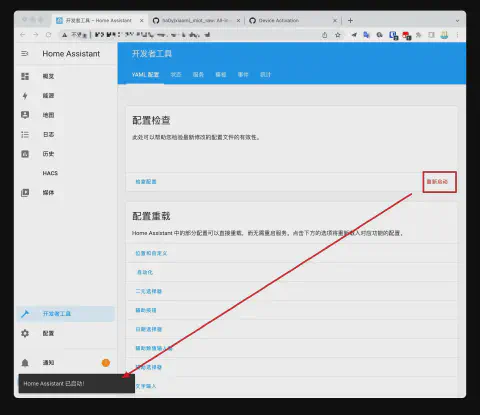 开发者工具 – Home Assistant
Device Activation
Home Assistant
概览
能源
地图
日志
历史
HACS
媒体
开发者工具
配置
通知
开发者工具
YAML 配置 状态 服务 模板 事件 统计
配置检查
此处可以帮助您检验最新修改的配置文件的有效性。
检查配置
重新启动
配置重载
Home Assistant 中的部分配置可以直接重载，而无需重启服务。点击下方的选项将重新载入对应功能的配置。
位置和自定义
自动化
二元选择器
辅助按钮
日期选择器
辅助数值输入器
文字输入
Home Assistant 已启动！